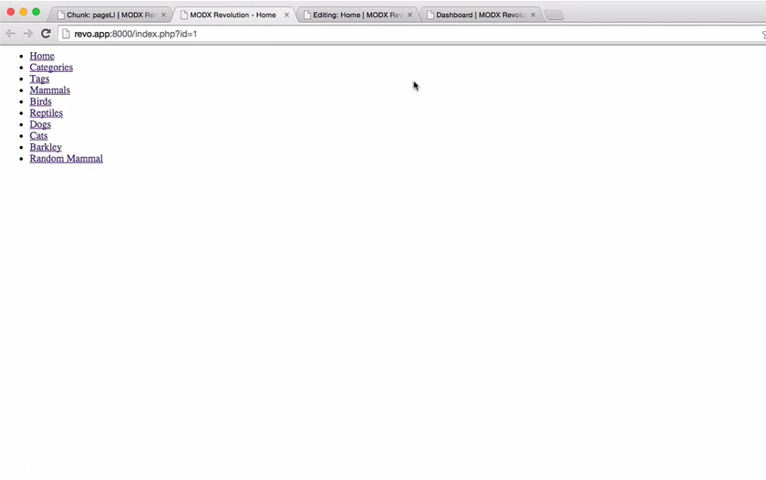 Chunk: pageLI | MODX Re
MODX Revolution - Home
Editing: Home | MODX Re
Dashboard | MODX Revolu
revo.app:8000/index.php?id=1
Home
Categories
Tags
Mammals
Birds
Reptiles
Dogs
Cats
Barkley
Random Mammal